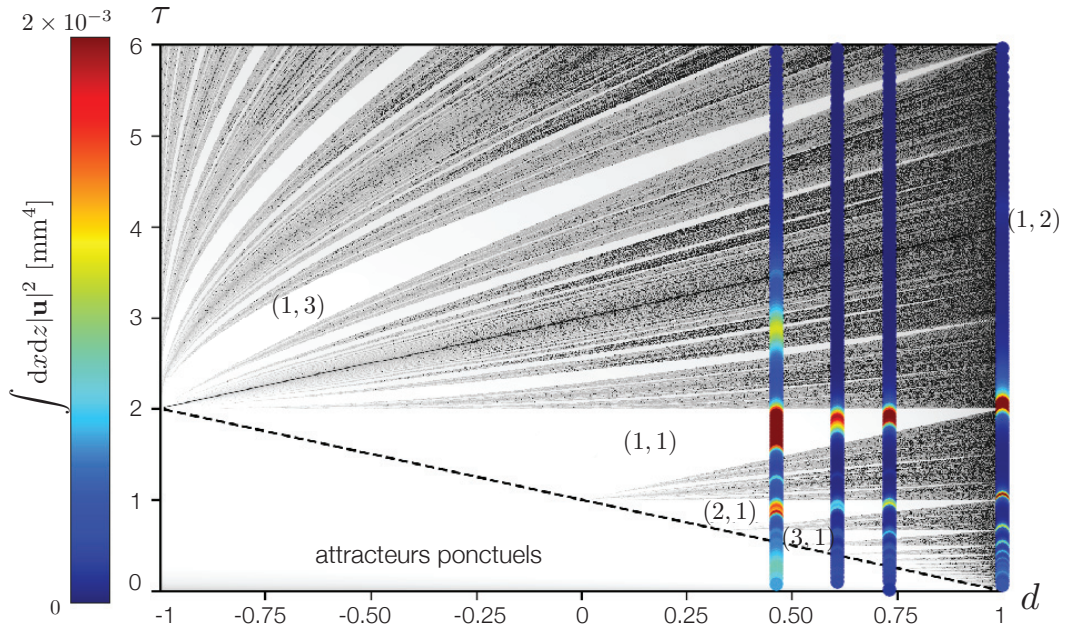 2 × 10⁻³
τ
6
5
4
3
2
1
0
∫ dxdz|u|² [mm⁴]
0
(1, 2)
(1, 3)
(1, 1)
(2, 1)
(3, 1)
attracteurs ponctuels
-1 -0.75 -0.50 -0.25 0 0.25 0.50 0.75 1 d